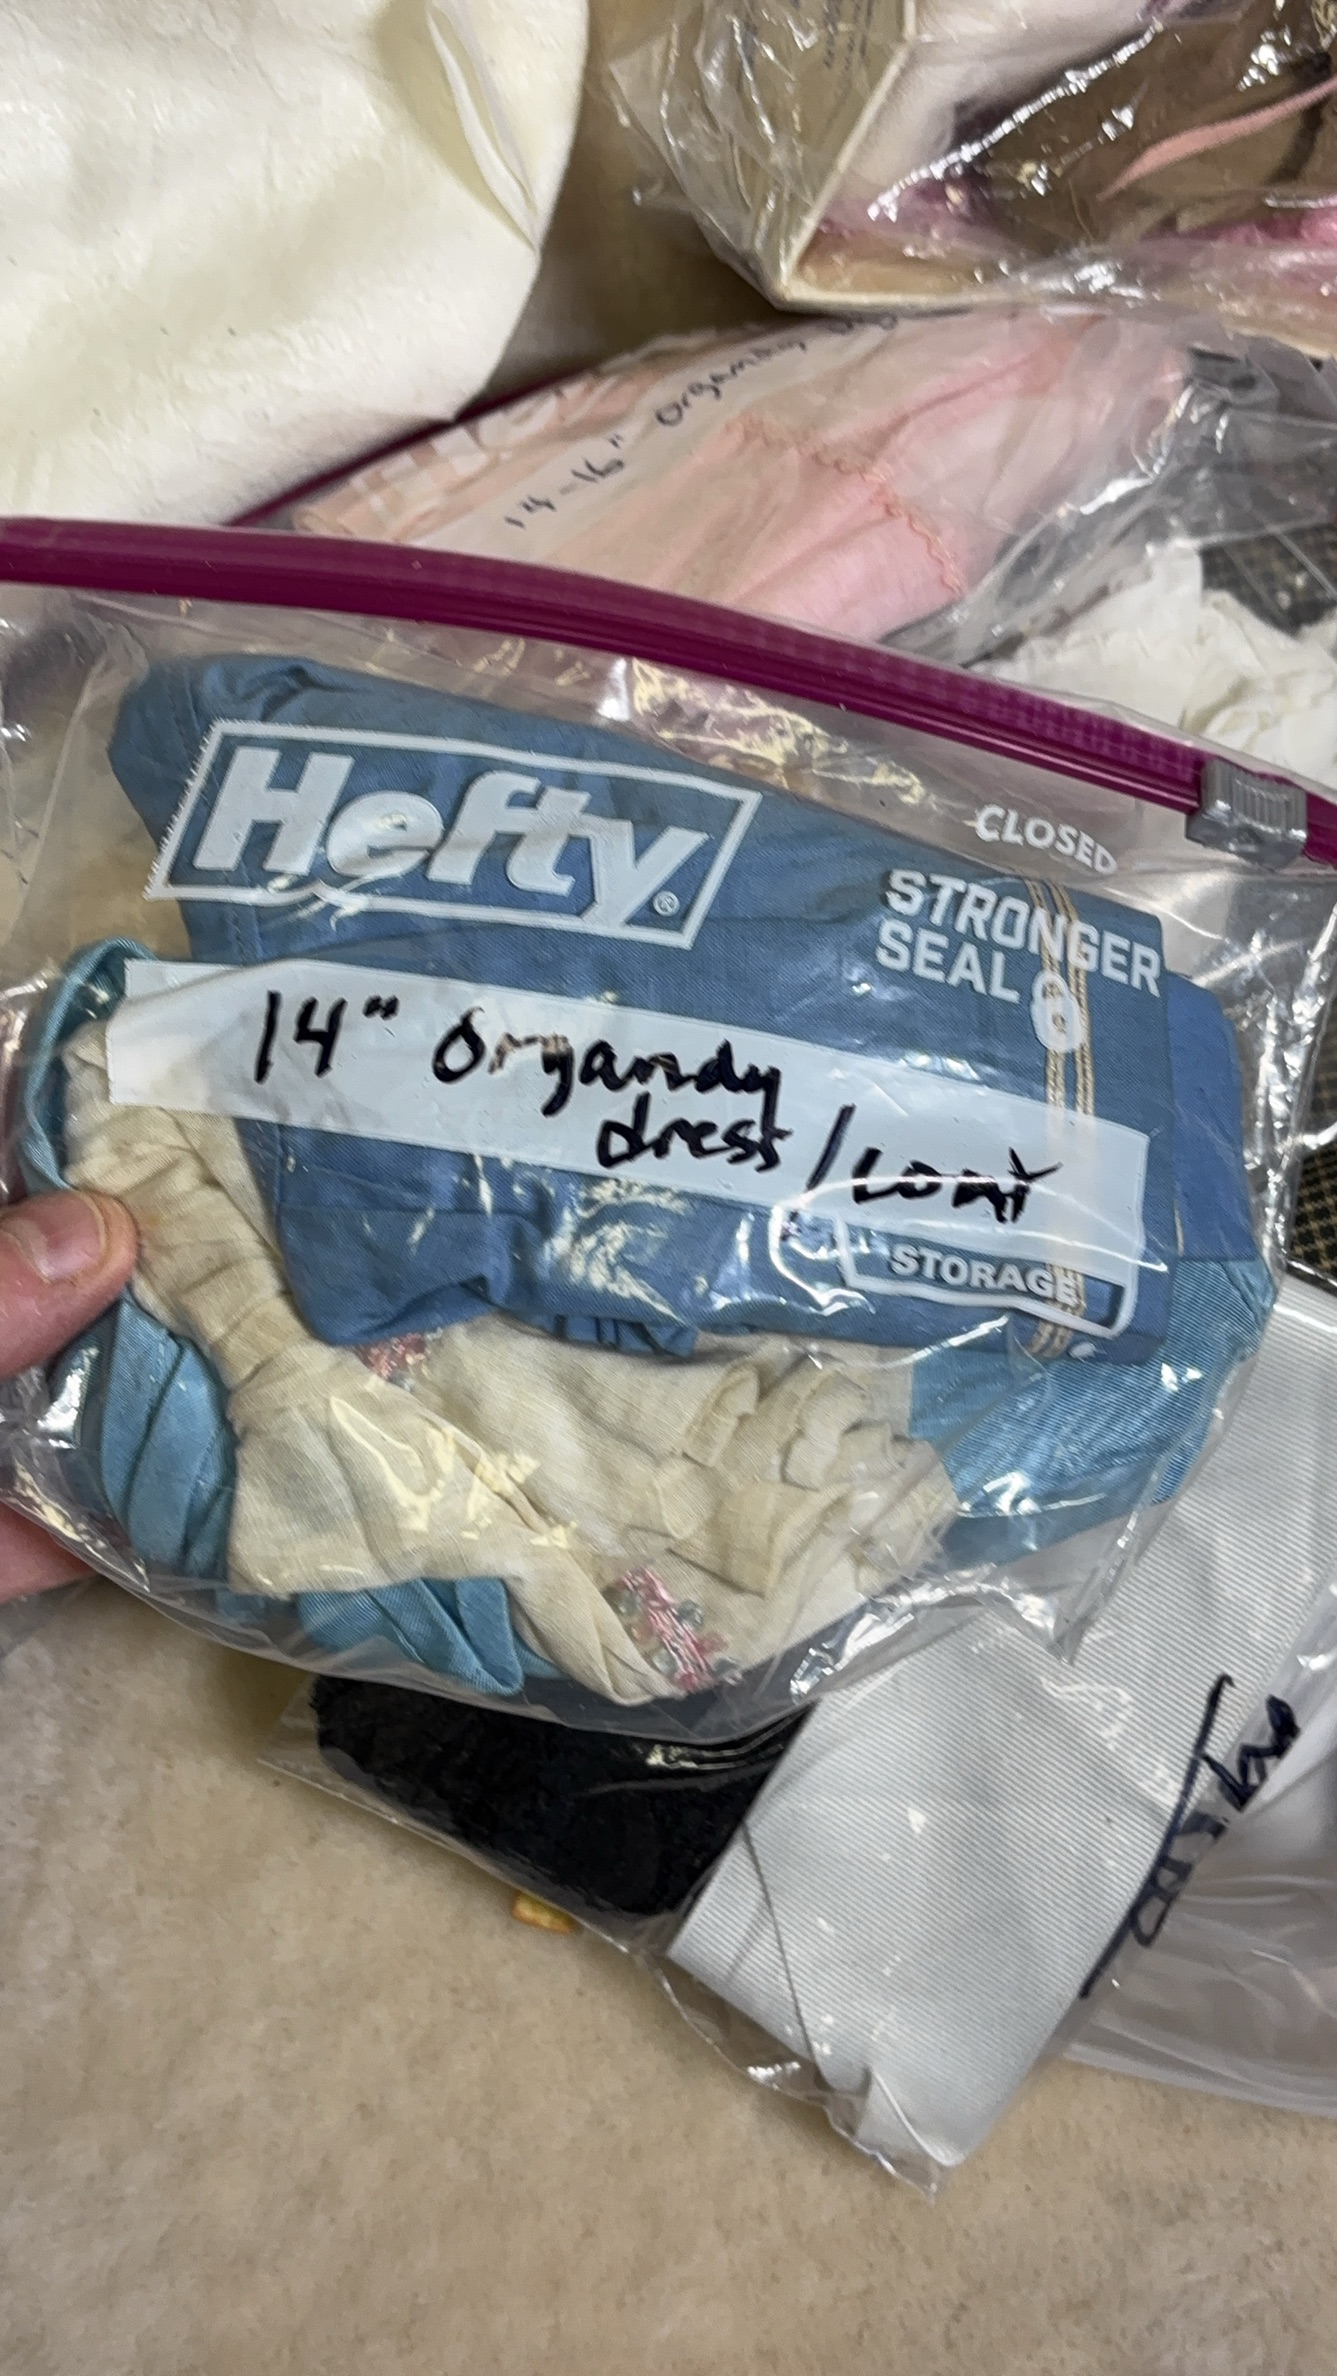 14-16" Organdy
Hefty®
CLOSED
STRONGER
SEAL
14" Organdy
dress/Coat
STORAGE